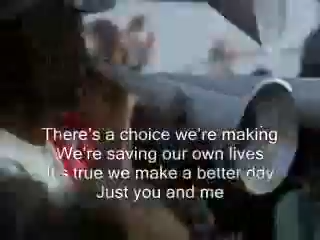 There's a choice we're making
We're saving our own lives
It's true we make a better day
Just you and me